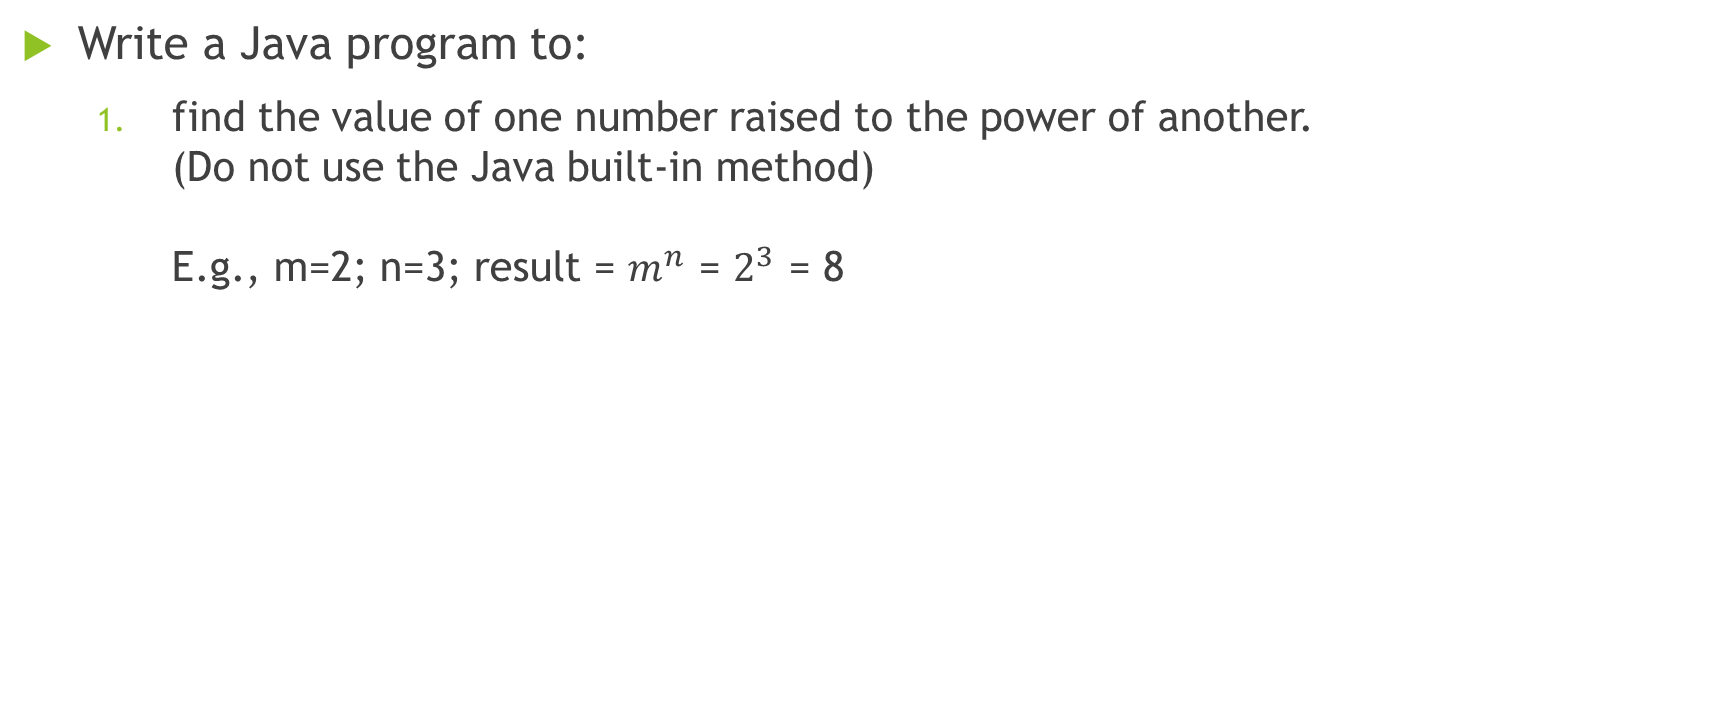 Write a Java program to:
1. find the value of one number raised to the power of another.
(Do not use the Java built-in method)
E.g., m=2; n=3; result = 𝑚ⁿ = 2³ = 8